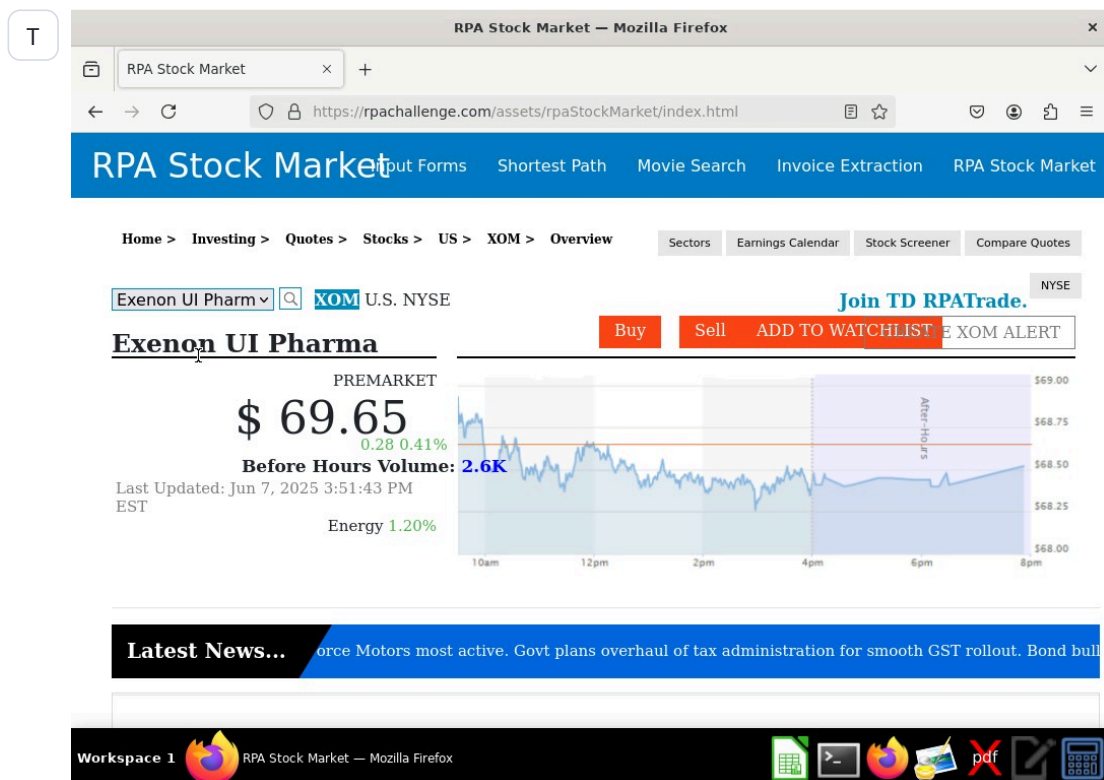 T
RPA Stock Market — Mozilla Firefox
RPA Stock Market
https://rpachallenge.com/assets/rpaStockMarket/index.html
RPA Stock Market Input Forms Shortest Path Movie Search Invoice Extraction RPA Stock Market
Home > Investing > Quotes > Stocks > US > XOM > Overview
Sectors Earnings Calendar Stock Screener Compare Quotes
NYSE
Exenon UI Pharm XOM U.S. NYSE Join TD RPATrade.
Buy Sell ADD TO WATCHLIST CREATE XOM ALERT
Exenon UI Pharma
PREMARKET
$ 69.65
0.28 0.41%
Before Hours Volume: 2.6K
Last Updated: Jun 7, 2025 3:51:43 PM
EST
Energy 1.20%
After-Hours
$69.00
$68.75
$68.50
$68.25
$68.00
10am 12pm 2pm 4pm 6pm 8pm
Latest News... orce Motors most active. Govt plans overhaul of tax administration for smooth GST rollout. Bond bull
Workspace 1 RPA Stock Market — Mozilla Firefox pdf